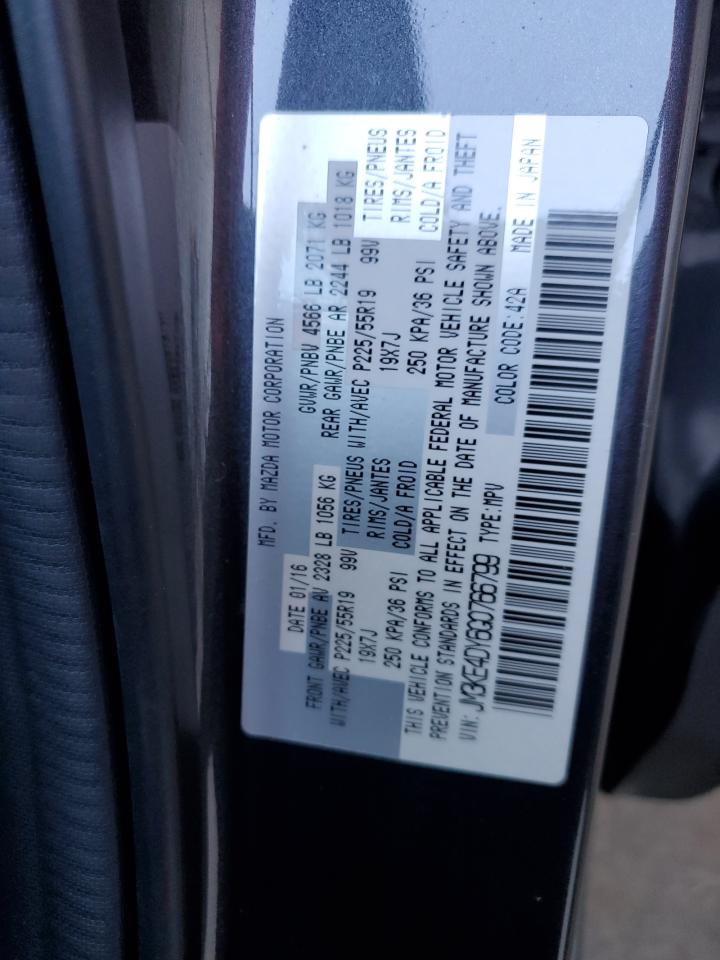 MFD. BY MAZDA MOTOR CORPORATION
DATE 01/16 GVWR/PNBV 4566 LB 2071 KG
FRONT GAWR/PNBE AV 2328 LB 1056 KG REAR GAWR/PNBE AR 2244 LB 1018 KG
WITH/AVEC P225/55R19 99V TIRES/PNEUS WITH/AVEC P225/55R19 99V TIRES/PNEUS
19X7J RIMS/JANTES 19X7J RIMS/JANTES
250 KPA/36 PSI COLD/A FROID 250 KPA/36 PSI COLD/A FROID
THIS VEHICLE CONFORMS TO ALL APPLICABLE FEDERAL MOTOR VEHICLE SAFETY AND THEFT
PREVENTION STANDARDS IN EFFECT ON THE DATE OF MANUFACTURE SHOWN ABOVE.
VIN: JM3KE4DY6G0766799 TYPE:MPV COLOR CODE:42A MADE IN JAPAN